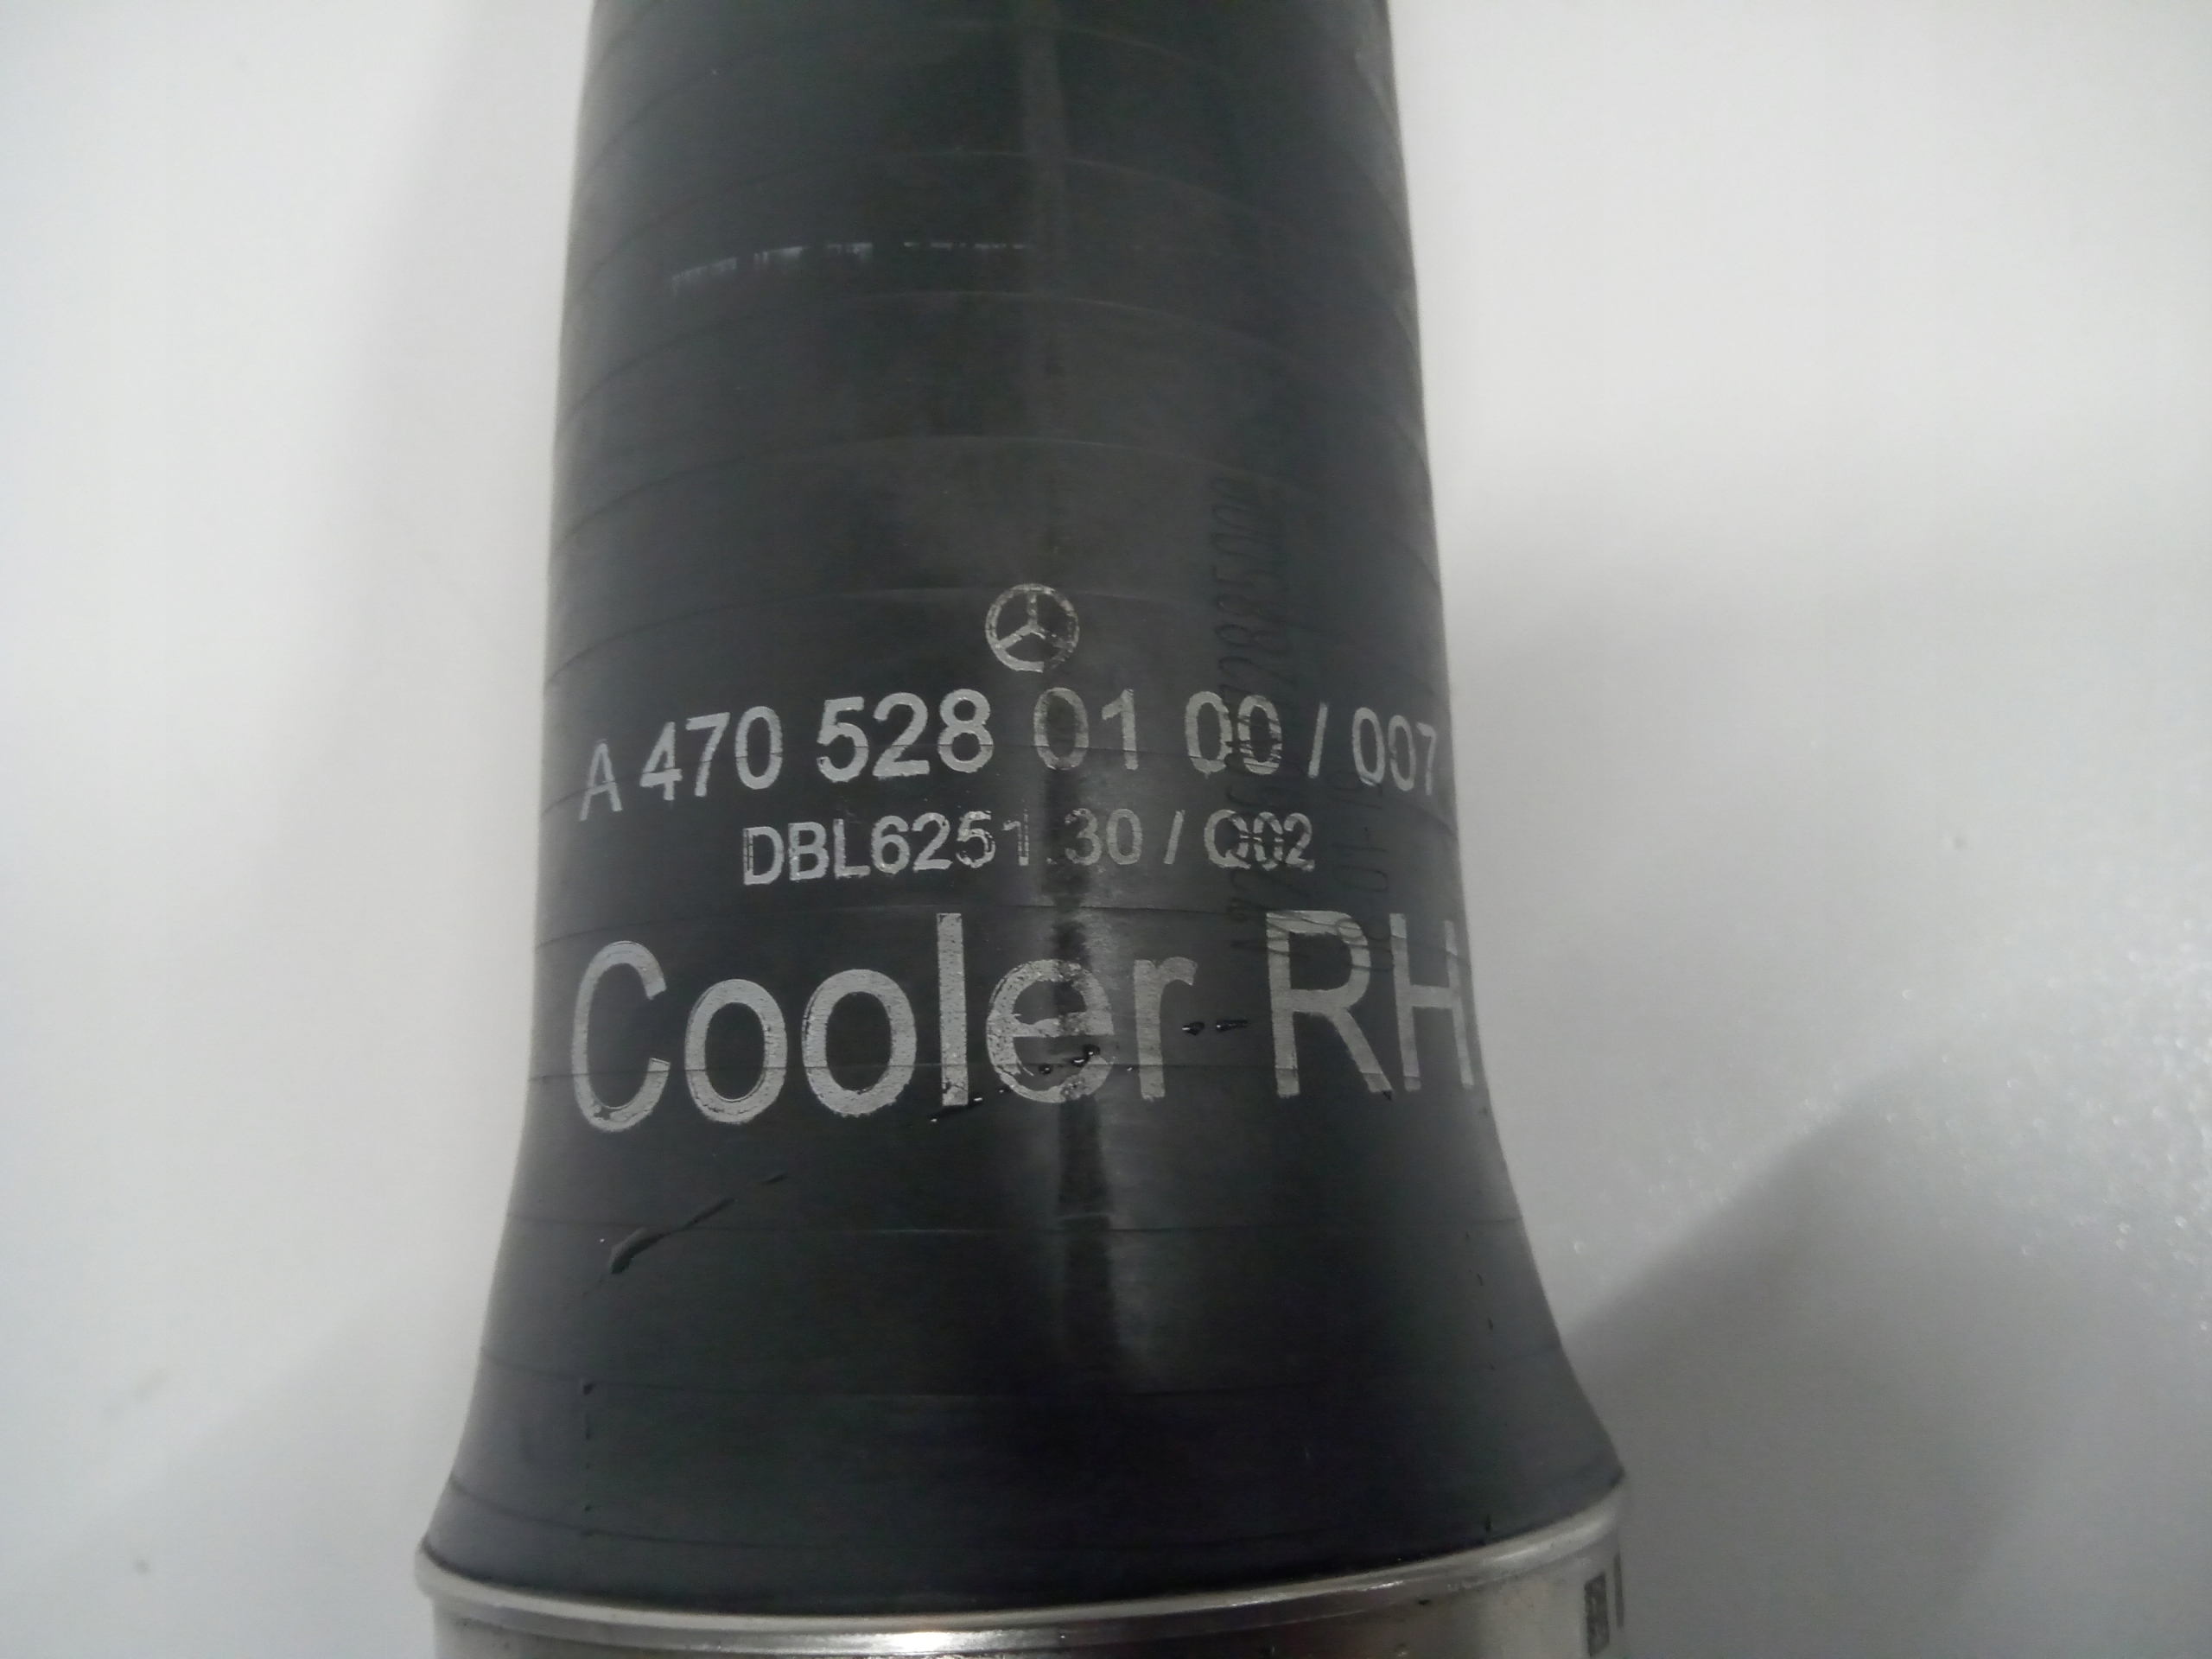 A 470 528 01 00 / 007
DBL6251.30 / Q02
Cooler RH